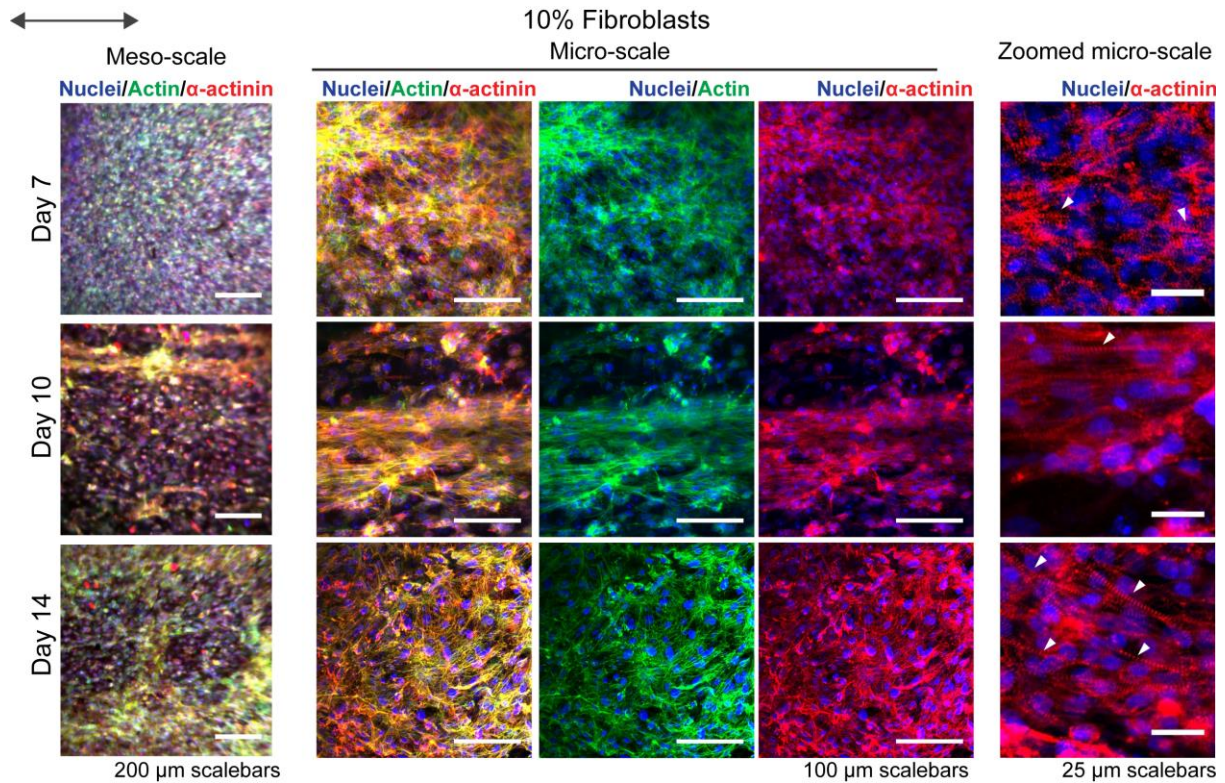 10% Fibroblasts
Meso-scale
Micro-scale
Zoomed micro-scale
Nuclei/Actin/α-actinin
Nuclei/Actin/α-actinin
Nuclei/Actin
Nuclei/α-actinin
Nuclei/α-actinin
Day 7
Day 10
Day 14
200 µm scalebars
100 µm scalebars
25 µm scalebars